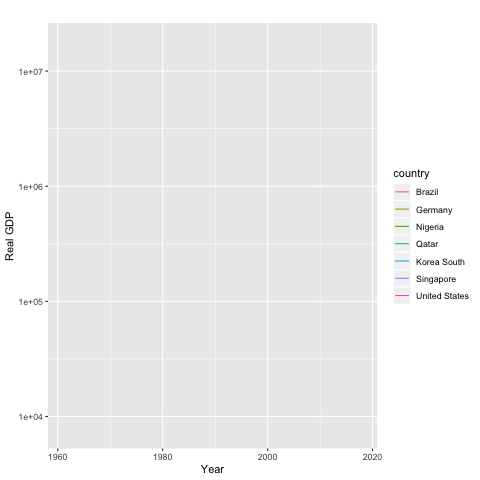 1e+07
1e+06
1e+05
1e+04
Real GDP
1960
1980
2000
2020
Year
country
Brazil
Germany
Nigeria
Qatar
Korea South
Singapore
United States